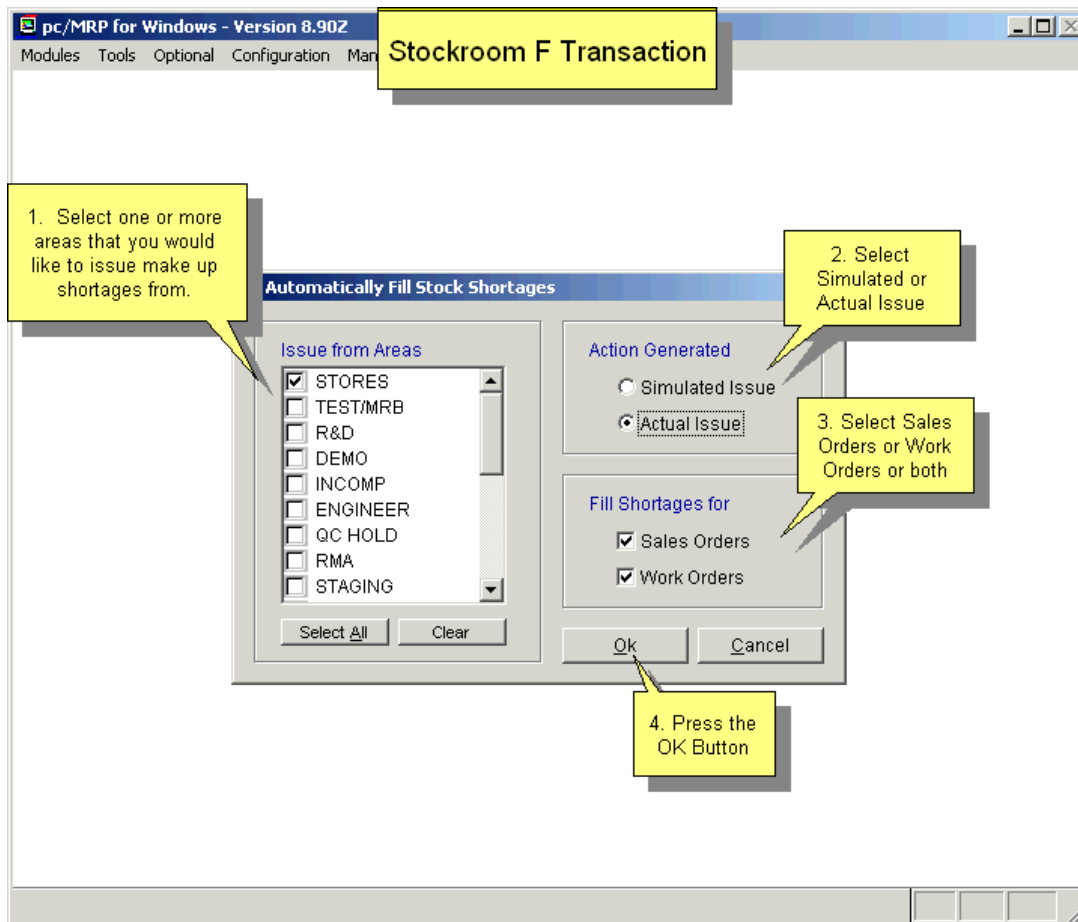 pc/MRP for Windows - Version 8.90Z
Modules Tools Optional Configuration Man
Stockroom F Transaction
1. Select one or more
areas that you would
like to issue make up
shortages from.
Automatically Fill Stock Shortages
2. Select
Simulated or
Actual Issue
Issue from Areas
STORES
TEST/MRB
R&D
DEMO
INCOMP
ENGINEER
QC HOLD
RMA
STAGING
Select All Clear
Action Generated
Simulated Issue
Actual Issue
3. Select Sales
Orders or Work
Orders or both
Fill Shortages for
Sales Orders
Work Orders
Ok Cancel
4. Press the
OK Button